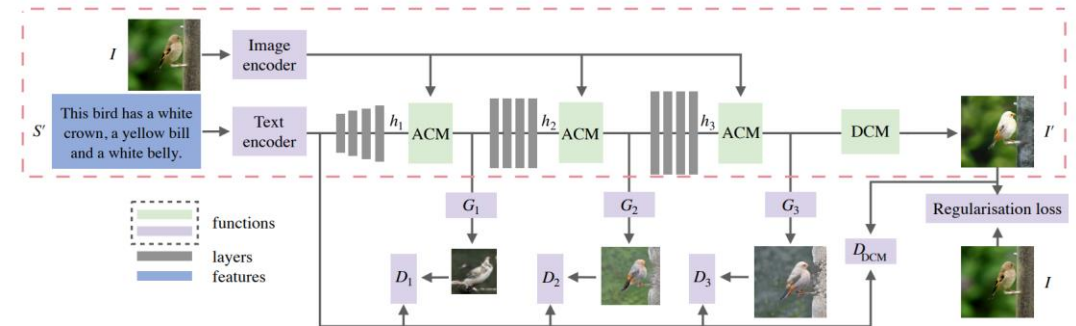 I
Image
encoder
S'
This bird has a white
crown, a yellow bill
and a white belly.
Text
encoder
h1
ACM
h2
ACM
h3
ACM
DCM
I'
G1
G2
G3
Regularisation loss
functions
layers
features
D1
D2
D3
DDCM
I